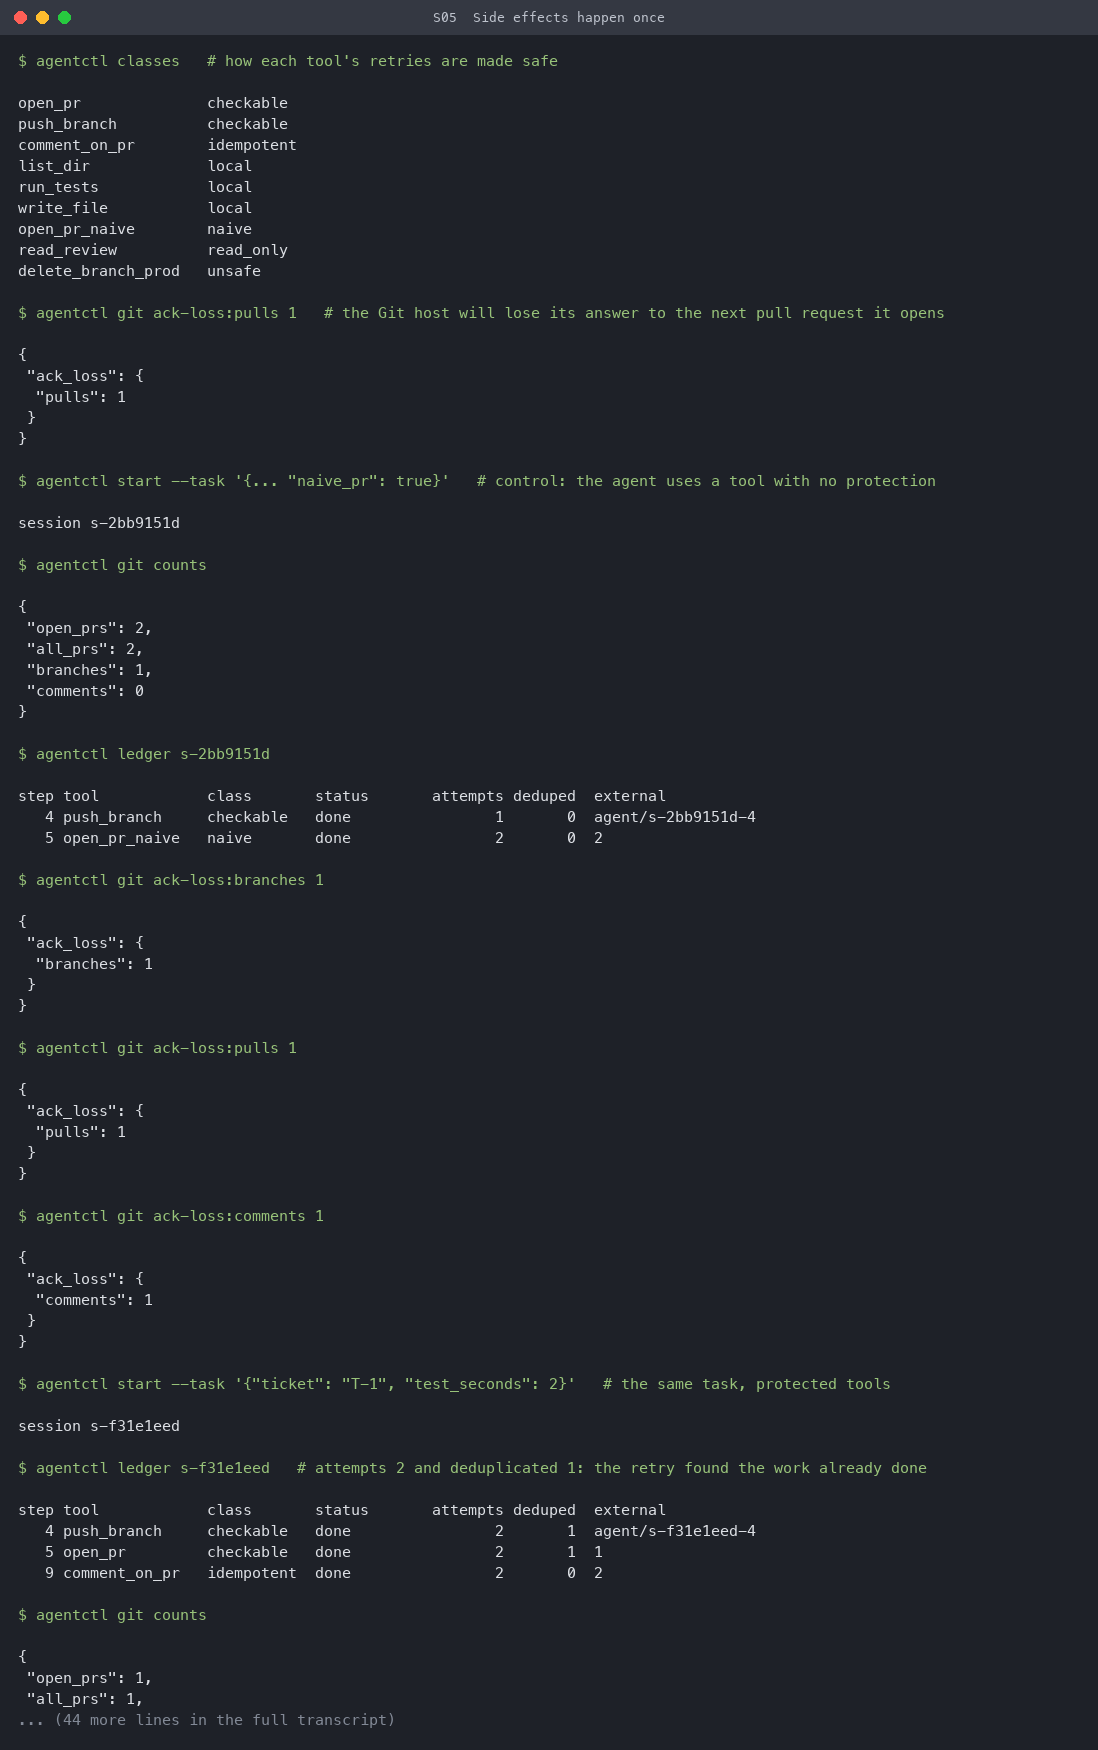 S05  Side effects happen once
$ agentctl classes   # how each tool's retries are made safe
open_pr              checkable
push_branch          checkable
comment_on_pr        idempotent
list_dir             local
run_tests            local
write_file           local
open_pr_naive        naive
read_review          read_only
delete_branch_prod   unsafe
$ agentctl git ack-loss:pulls 1   # the Git host will lose its answer to the next pull request it opens
{
 "ack_loss": {
  "pulls": 1
 }
}
$ agentctl start --task '{... "naive_pr": true}'   # control: the agent uses a tool with no protection
session s-2bb9151d
$ agentctl git counts
{
 "open_prs": 2,
 "all_prs": 2,
 "branches": 1,
 "comments": 0
}
$ agentctl ledger s-2bb9151d
step tool            class       status       attempts deduped  external
   4 push_branch     checkable   done                1       0  agent/s-2bb9151d-4
   5 open_pr_naive   naive       done                2       0  2
$ agentctl git ack-loss:branches 1
{
 "ack_loss": {
  "branches": 1
 }
}
$ agentctl git ack-loss:pulls 1
{
 "ack_loss": {
  "pulls": 1
 }
}
$ agentctl git ack-loss:comments 1
{
 "ack_loss": {
  "comments": 1
 }
}
$ agentctl start --task '{"ticket": "T-1", "test_seconds": 2}'   # the same task, protected tools
session s-f31e1eed
$ agentctl ledger s-f31e1eed   # attempts 2 and deduplicated 1: the retry found the work already done
step tool            class       status       attempts deduped  external
   4 push_branch     checkable   done                2       1  agent/s-f31e1eed-4
   5 open_pr         checkable   done                2       1  1
   9 comment_on_pr   idempotent  done                2       0  2
$ agentctl git counts
{
 "open_prs": 1,
 "all_prs": 1,
... (44 more lines in the full transcript)